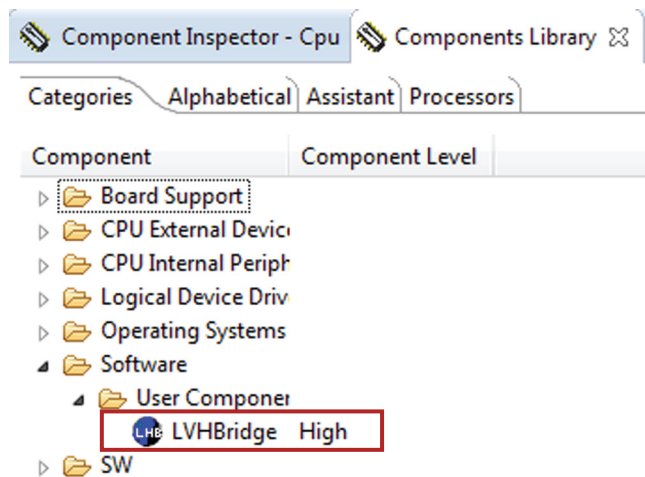 Component Inspector - Cpu Components Library
Categories Alphabetical Assistant Processors
Component Component Level
Board Support
CPU External Devic
CPU Internal Periph
Logical Device Driv
Operating Systems
Software
User Componen
LHB LVHBridge High
SW